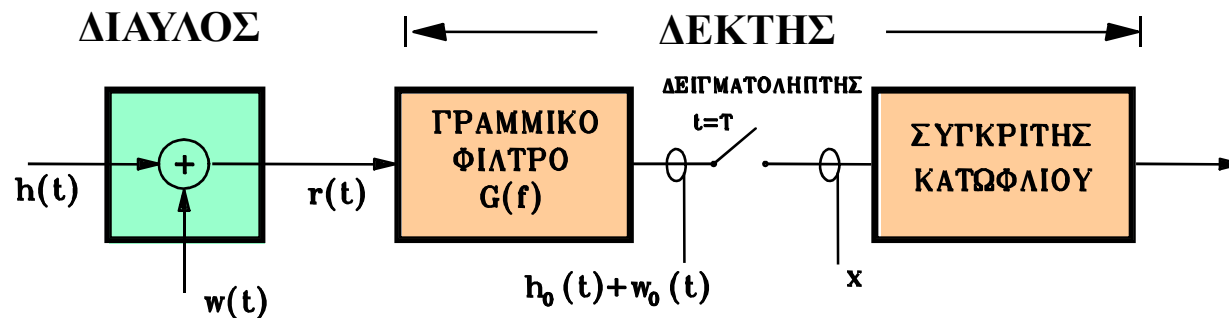 ΔΙΑΥΛΟΣ
ΔΕΚΤΗΣ
ΔΕΙΓΜΑΤΟΛΗΠΤΗΣ
t=T
ΓΡΑΜΜΙΚΟ
ΦΙΛΤΡΟ
G(f)
ΣΥΓΚΡΙΤΗΣ
ΚΑΤΩΦΛΙΟΥ
+
h(t)
r(t)
w(t)
h₀(t)+w₀(t)
x